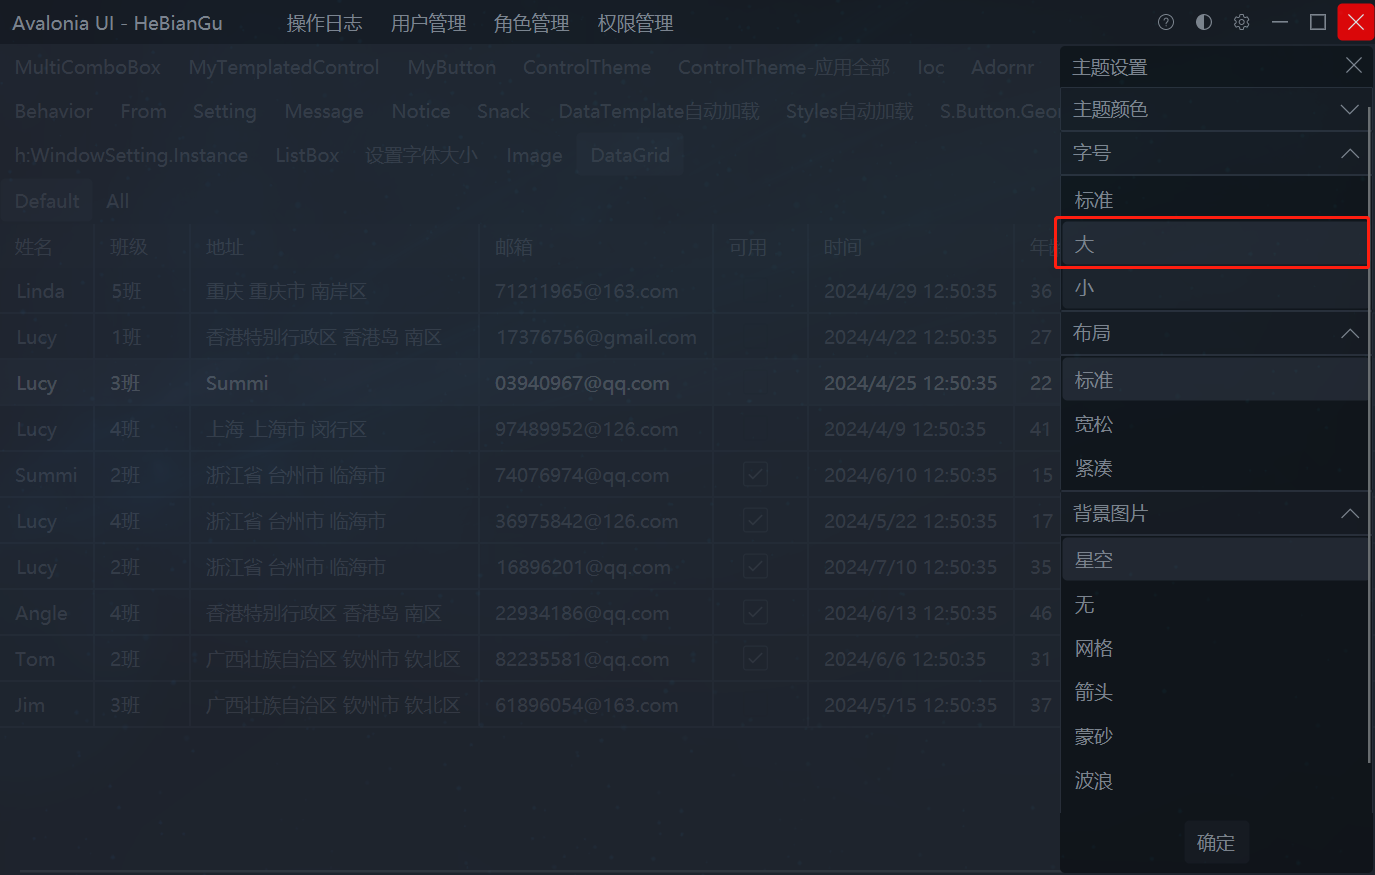 Avalonia UI - HeBianGu 操作日志 用户管理 角色管理 权限管理
MultiComboBox MyTemplatedControl MyButton ControlTheme ControlTheme-应用全部 Ioc Adornr
Behavior From Setting Message Notice Snack DataTemplate自动加载 Styles自动加载 S.Button.Geor
h:WindowSetting.Instance ListBox 设置字体大小 Image DataGrid
Default All
姓名 班级 地址 邮箱 可用 时间 年
Linda 5班 重庆 重庆市 南岸区 71211965@163.com 2024/4/29 12:50:35 36
Lucy 1班 香港特别行政区 香港岛 南区 17376756@gmail.com 2024/4/22 12:50:35 27
Lucy 3班 Summi 03940967@qq.com 2024/4/25 12:50:35 22
Lucy 4班 上海 上海市 闵行区 97489952@126.com 2024/4/9 12:50:35 41
Summi 2班 浙江省 台州市 临海市 74076974@qq.com 2024/6/10 12:50:35 15
Lucy 4班 浙江省 台州市 临海市 36975842@126.com 2024/5/22 12:50:35 17
Lucy 2班 浙江省 台州市 临海市 16896201@qq.com 2024/7/10 12:50:35 35
Angle 4班 香港特别行政区 香港岛 南区 22934186@qq.com 2024/6/13 12:50:35 46
Tom 2班 广西壮族自治区 钦州市 钦北区 82235581@qq.com 2024/6/6 12:50:35 31
Jim 3班 广西壮族自治区 钦州市 钦北区 61896054@163.com 2024/5/15 12:50:35 37
主题设置
主题颜色
字号
标准
大
小
布局
标准
宽松
紧凑
背景图片
星空
无
网格
箭头
蒙砂
波浪
确定